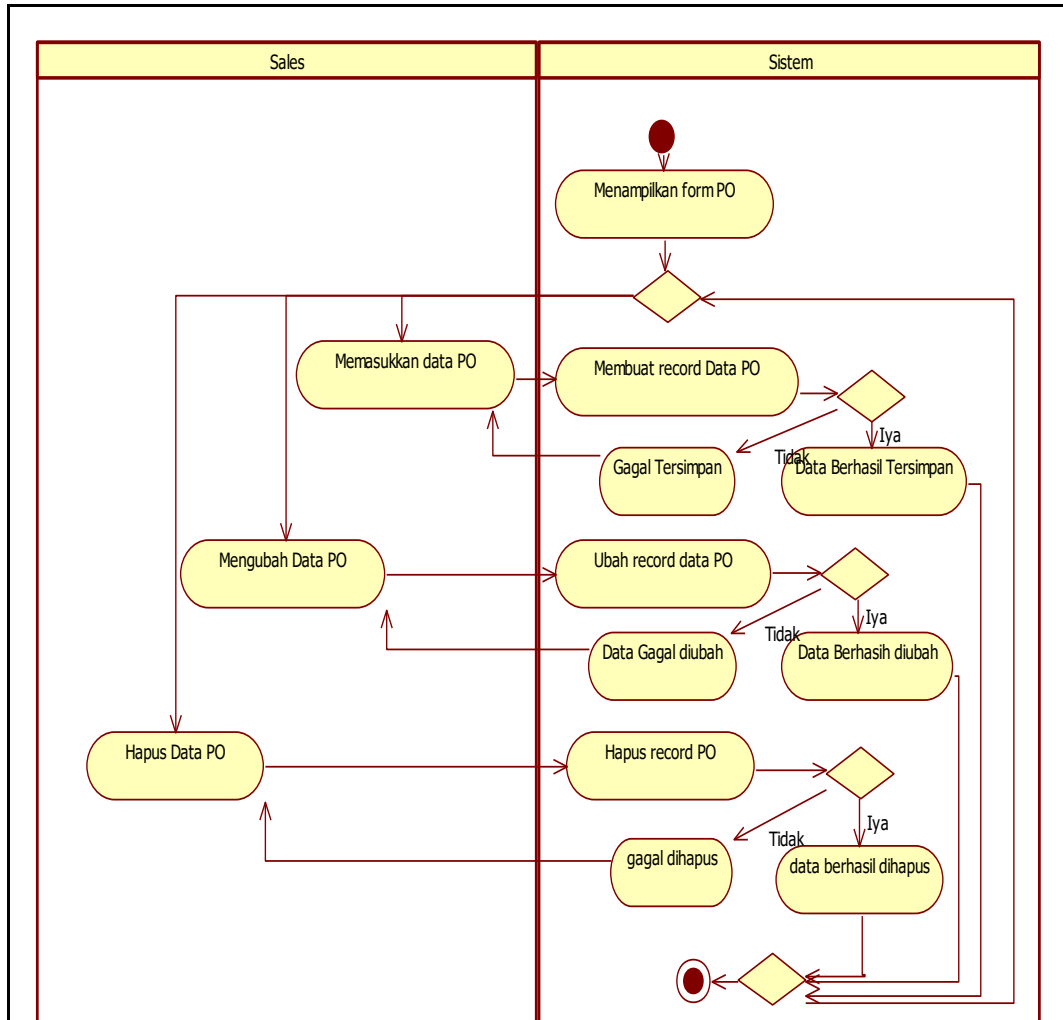 Sales
Sistem
Menampilkan form PO
Memasukkan data PO
Membuat record Data PO
Iya
Tidak
Gagal Tersimpan
Data Berhasil Tersimpan
Mengubah Data PO
Ubah record data PO
Iya
Tidak
Data Gagal diubah
Data Berhasih diubah
Hapus Data PO
Hapus record PO
Iya
Tidak
gagal dihapus
data berhasil dihapus